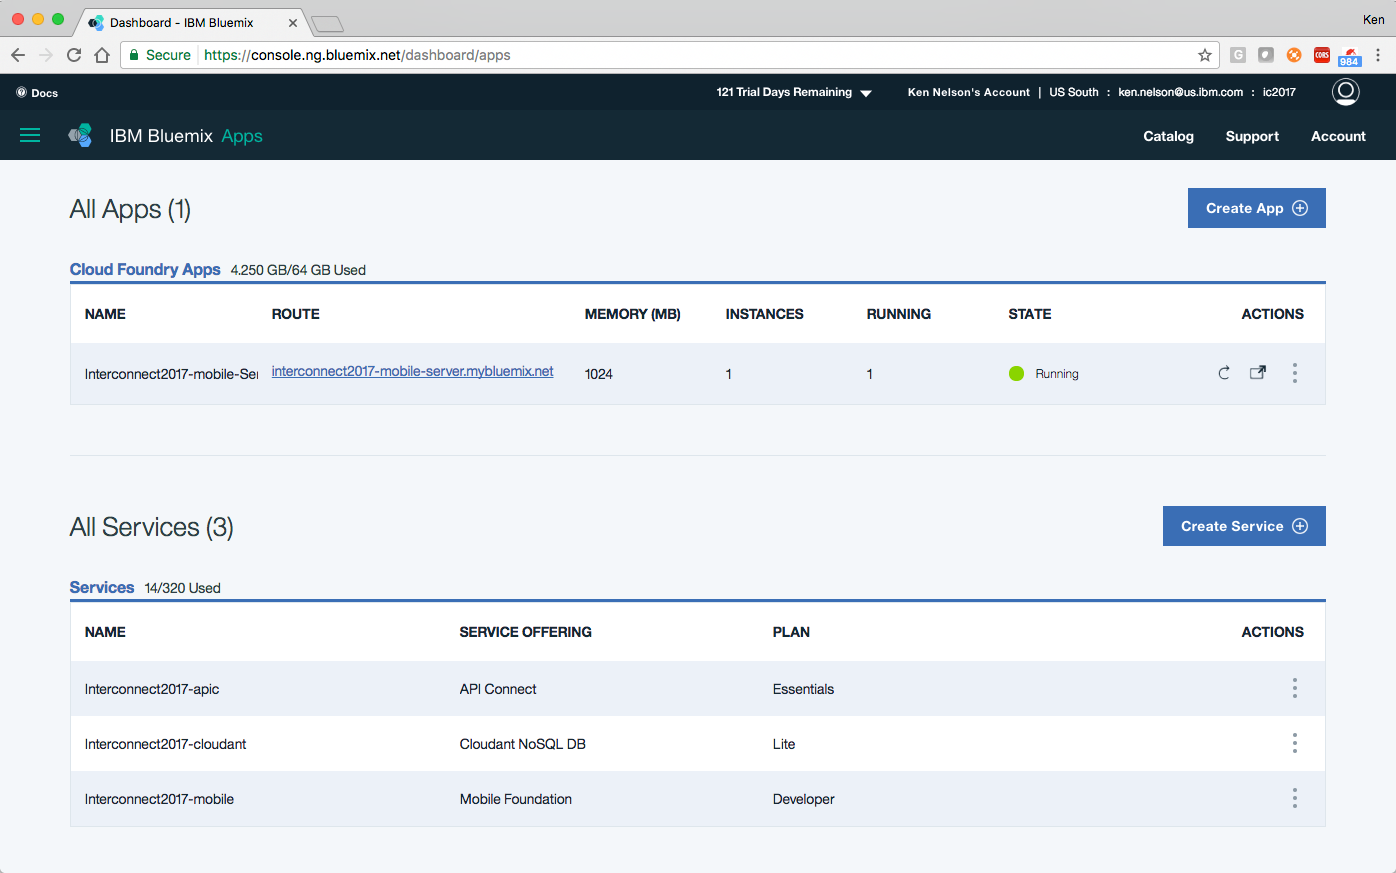 Dashboard - IBM Bluemix
Ken
Secure https://console.ng.bluemix.net/dashboard/apps
G
CORS
984
Docs
121 Trial Days Remaining
Ken Nelson's Account | US South : ken.nelson@us.ibm.com : ic2017
IBM Bluemix Apps
Catalog Support Account
All Apps (1)
Create App
Cloud Foundry Apps 4.250 GB/64 GB Used
NAME ROUTE MEMORY (MB) INSTANCES RUNNING STATE ACTIONS
Interconnect2017-mobile-Ser interconnect2017-mobile-server.mybluemix.net 1024 1 1 Running
All Services (3)
Create Service
Services 14/320 Used
NAME SERVICE OFFERING PLAN ACTIONS
Interconnect2017-apic API Connect Essentials
Interconnect2017-cloudant Cloudant NoSQL DB Lite
Interconnect2017-mobile Mobile Foundation Developer